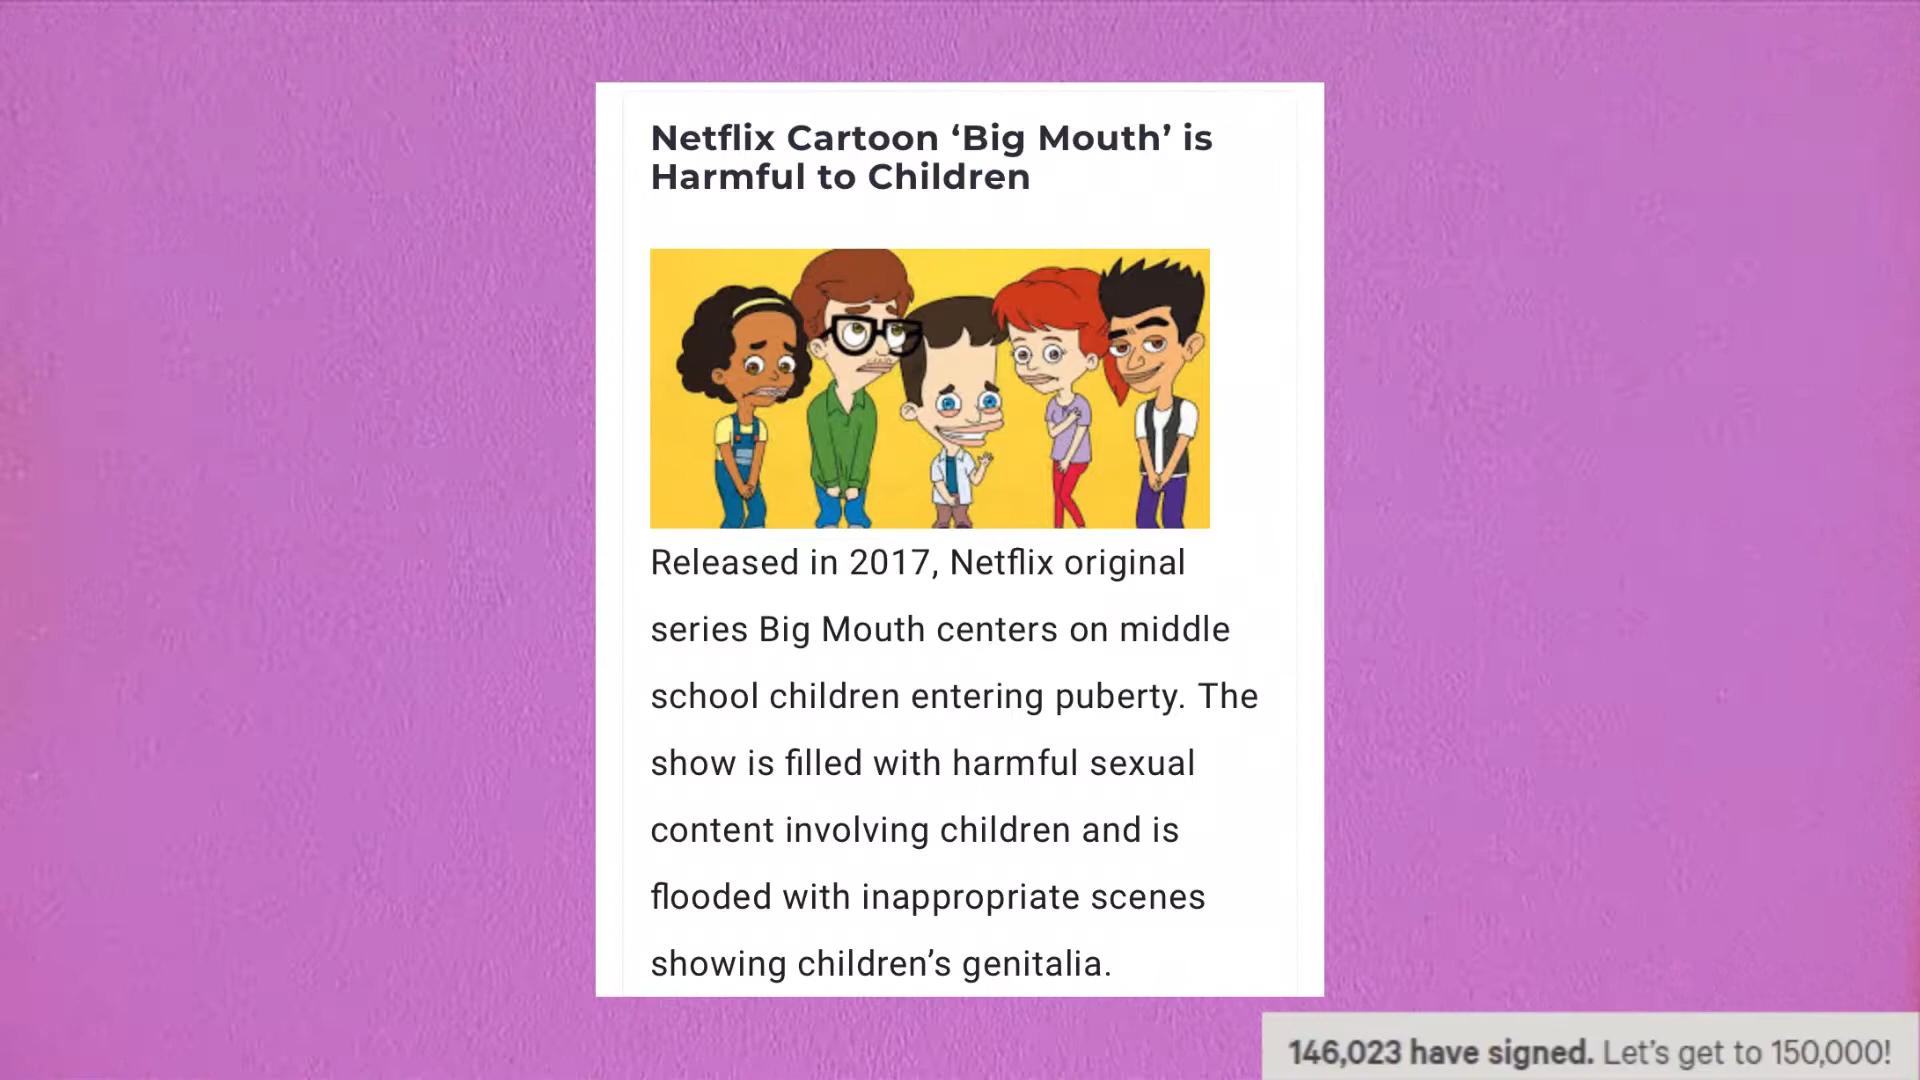 Netflix Cartoon ‘Big Mouth’ is
Harmful to Children
Released in 2017, Netflix original
series Big Mouth centers on middle
school children entering puberty. The
show is filled with harmful sexual
content involving children and is
flooded with inappropriate scenes
showing children’s genitalia.
146,023 have signed. Let’s get to 150,000!